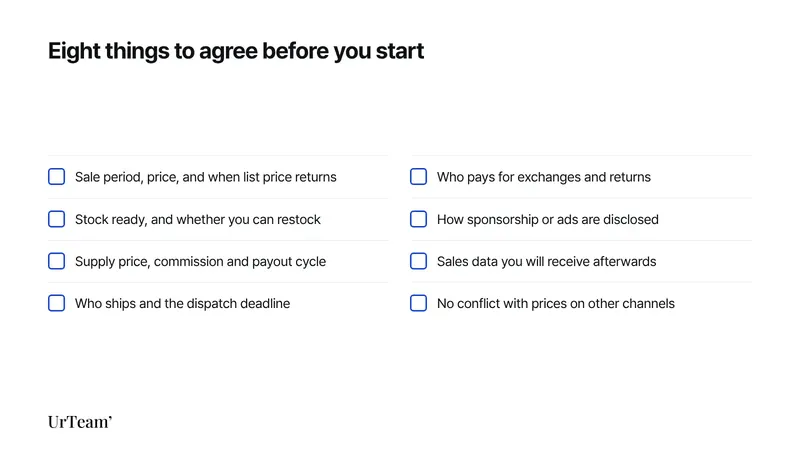 Eight things to agree before you start
Sale period, price, and when list price returns
Stock ready, and whether you can restock
Supply price, commission and payout cycle
Who ships and the dispatch deadline
Who pays for exchanges and returns
How sponsorship or ads are disclosed
Sales data you will receive afterwards
No conflict with prices on other channels
UrTeam’